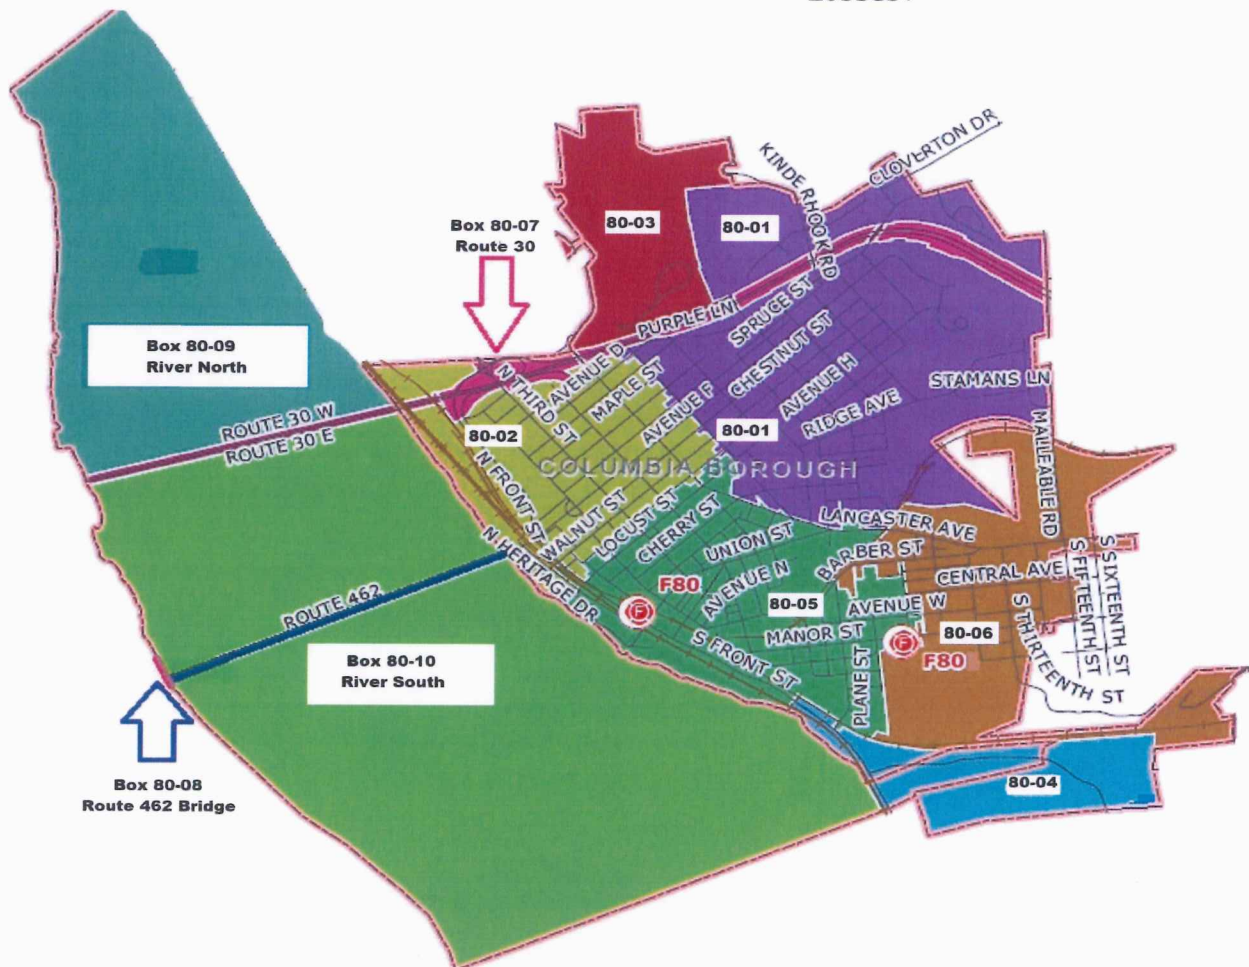 CLOVERTON DR
KINDERHOOK RD
80-03
80-01
Box 80-07
Route 30
PURPLE LN
SPRUCE ST
CHESTNUT ST
AVENUE H
RIDGE AVE
STAMANS LN
MALLEABLE RD
Box 80-09
River North
N THIRD ST
AVENUE D
MAPLE ST
AVENUE F
ROUTE 30 W
ROUTE 30 E
80-02
80-01
COLUMBIA BOROUGH
N FRONT ST
WALNUT ST
LOCUST ST
CHERRY ST
UNION ST
LANCASTER AVE
BARBER ST
N HERITAGE DR
AVENUE N
CENTRAL AVE
S FIFTEENTH ST
S SIXTEENTH ST
F80
F
80-05
AVENUE W
ROUTE 462
MANOR ST
80-06
S THIRTEENTH ST
F
F80
S FRONT ST
PLANE ST
Box 80-10
River South
Box 80-08
Route 462 Bridge
80-04